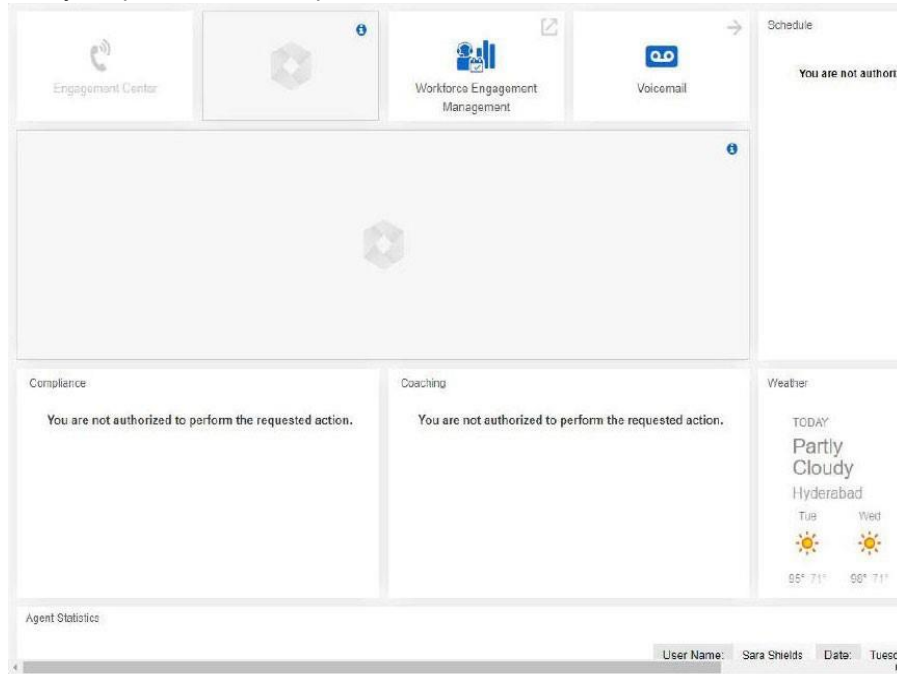 Engagement Center
Workforce Engagement
Management
Voicemail
Schedule
You are not authori
Compliance
You are not authorized to perform the requested action.
Coaching
You are not authorized to perform the requested action.
Weather
TODAY
Partly
Cloudy
Hyderabad
Tue Wed
95° 71° 98° 71°
Agent Statistics
User Name: Sara Shields Date: Tuesd